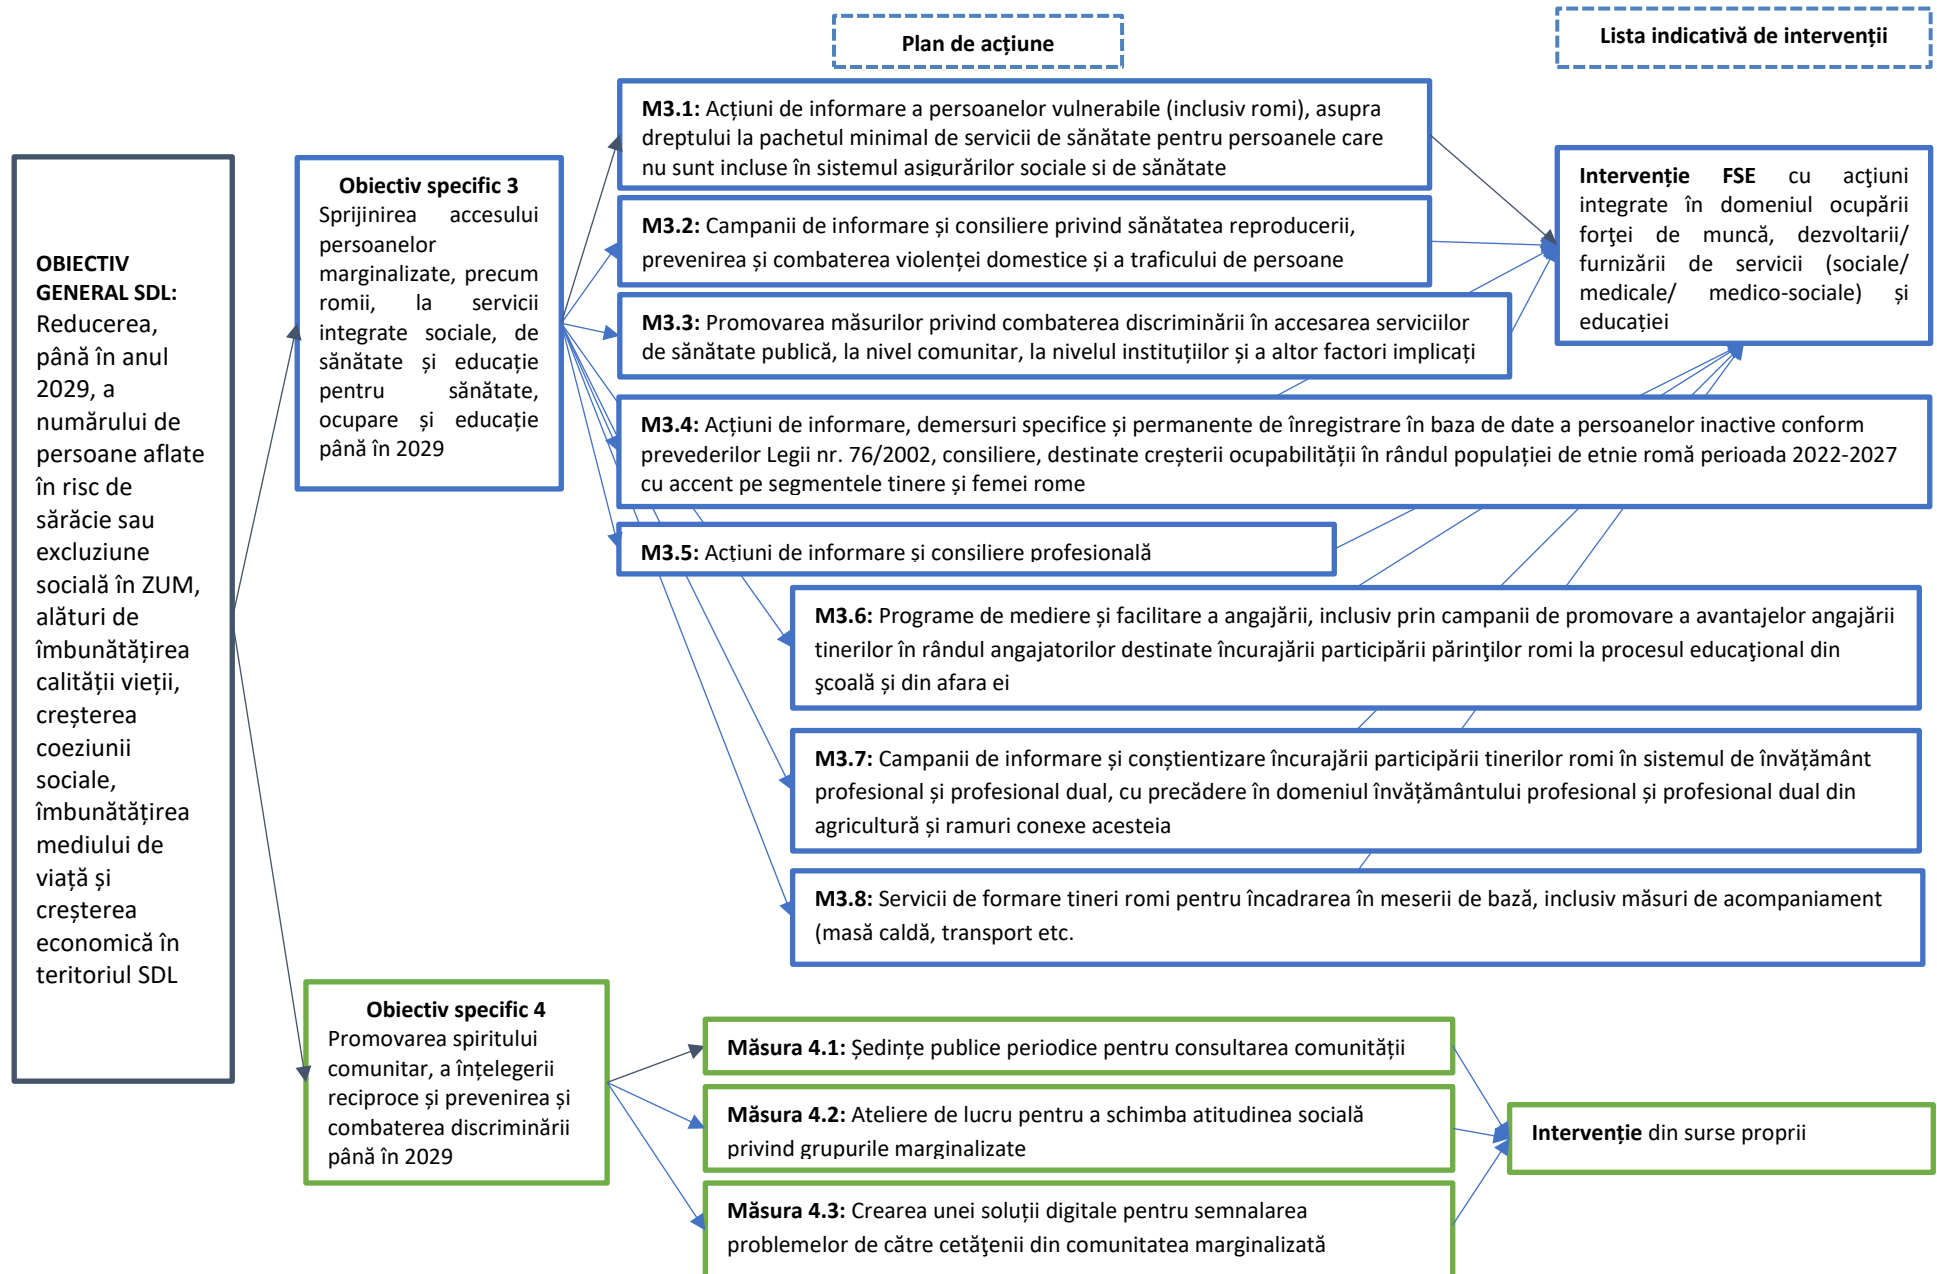 Plan de acțiune
Lista indicativă de intervenții
OBIECTIV
GENERAL SDL:
Reducerea,
până în anul
2029, a
numărului de
persoane aflate
în risc de
sărăcie sau
excluziune
socială în ZUM,
alături de
îmbunătățirea
calității vieții,
creșterea
coeziunii
sociale,
îmbunătățirea
mediului de
viață și
creșterea
economică în
teritoriul SDL
Obiectiv specific 3
Sprijinirea accesului
persoanelor
marginalizate, precum
romii, la servicii
integrate sociale, de
sănătate și educație
pentru sănătate,
ocupare și educație
până în 2029
M3.1: Acțiuni de informare a persoanelor vulnerabile (inclusiv romi), asupra
dreptului la pachetul minimal de servicii de sănătate pentru persoanele care
nu sunt incluse în sistemul asigurărilor sociale si de sănătate
M3.2: Campanii de informare și consiliere privind sănătatea reproducerii,
prevenirea și combaterea violenței domestice și a traficului de persoane
M3.3: Promovarea măsurilor privind combaterea discriminării în accesarea serviciilor
de sănătate publică, la nivel comunitar, la nivelul instituțiilor și a altor factori implicați
M3.4: Acțiuni de informare, demersuri specifice și permanente de înregistrare în baza de date a persoanelor inactive conform
prevederilor Legii nr. 76/2002, consiliere, destinate creșterii ocupabilității în rândul populației de etnie romă perioada 2022-2027
cu accent pe segmentele tinere și femei rome
M3.5: Acțiuni de informare și consiliere profesională
M3.6: Programe de mediere și facilitare a angajării, inclusiv prin campanii de promovare a avantajelor angajării
tinerilor în rândul angajatorilor destinate încurajării participării părinţilor romi la procesul educaţional din
şcoală și din afara ei
M3.7: Campanii de informare și conștientizare încurajării participării tinerilor romi în sistemul de învățământ
profesional și profesional dual, cu precădere în domeniul învățământului profesional și profesional dual din
agricultură și ramuri conexe acesteia
M3.8: Servicii de formare tineri romi pentru încadrarea în meserii de bază, inclusiv măsuri de acompaniament
(masă caldă, transport etc.
Intervenție FSE cu acţiuni
integrate în domeniul ocupării
forţei de muncă, dezvoltarii/
furnizării de servicii (sociale/
medicale/ medico-sociale) și
educației
Obiectiv specific 4
Promovarea spiritului
comunitar, a înțelegerii
reciproce și prevenirea și
combaterea discriminării
până în 2029
Măsura 4.1: Ședințe publice periodice pentru consultarea comunității
Măsura 4.2: Ateliere de lucru pentru a schimba atitudinea socială
privind grupurile marginalizate
Măsura 4.3: Crearea unei soluții digitale pentru semnalarea
problemelor de către cetăţenii din comunitatea marginalizată
Intervenție din surse proprii